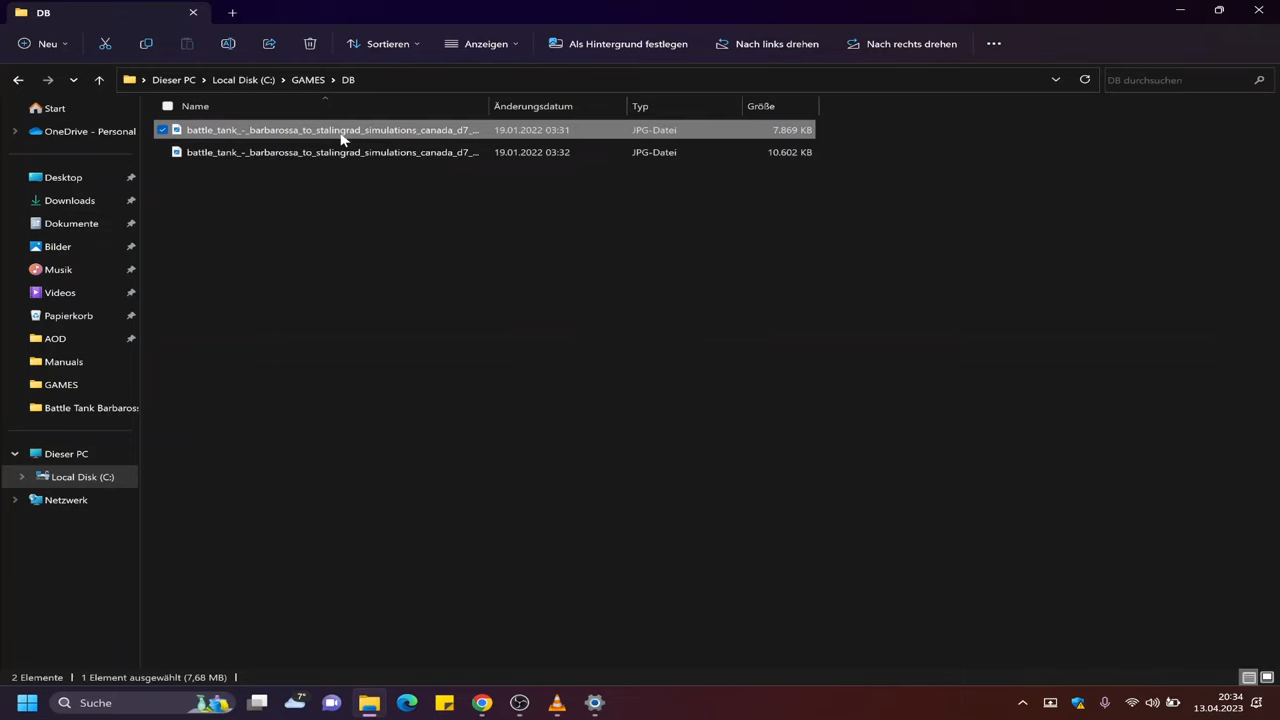 DB
Neu
Sortieren
Anzeigen
Als Hintergrund festlegen
Nach links drehen
Nach rechts drehen
Dieser PC
Local Disk (C:)
GAMES
DB
DB durchsuchen
Name
Änderungsdatum
Typ
Größe
battle_tank_-_barbarossa_to_stalingrad_simulations_canada_d7_... 19.01.2022 03:31 JPG-Datei 7.869 KB
battle_tank_-_barbarossa_to_stalingrad_simulations_canada_d7_... 19.01.2022 03:32 JPG-Datei 10.602 KB
Start
OneDrive - Personal
Desktop
Downloads
Dokumente
Bilder
Musik
Videos
Papierkorb
AOD
Manuals
GAMES
Battle Tank Barbaros
Dieser PC
Local Disk (C:)
Netzwerk
2 Elemente
1 Element ausgewählt (7,68 MB)
Suche
7°
20:34
13.04.2023